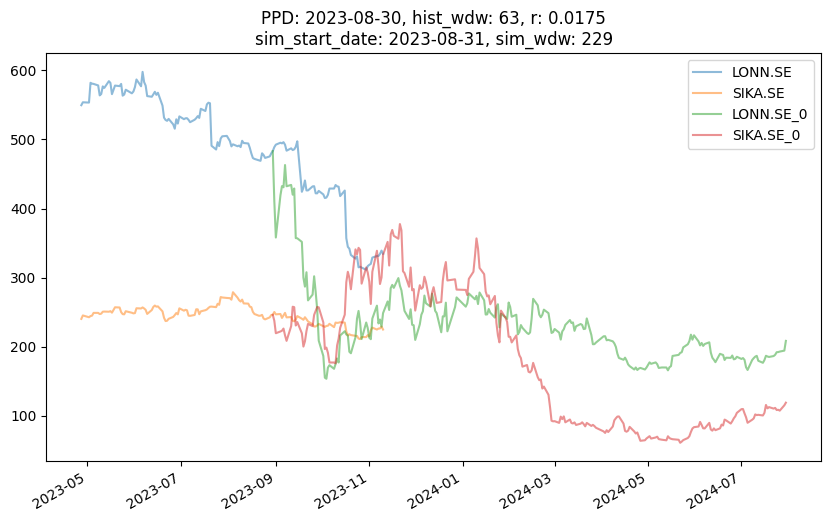 PPD: 2023-08-30, hist_wdw: 63, r: 0.0175
sim_start_date: 2023-08-31, sim_wdw: 229
LONN.SE
SIKA.SE
LONN.SE_0
SIKA.SE_0
600
500
400
300
200
100
2023-05
2023-07
2023-09
2023-11
2024-01
2024-03
2024-05
2024-07